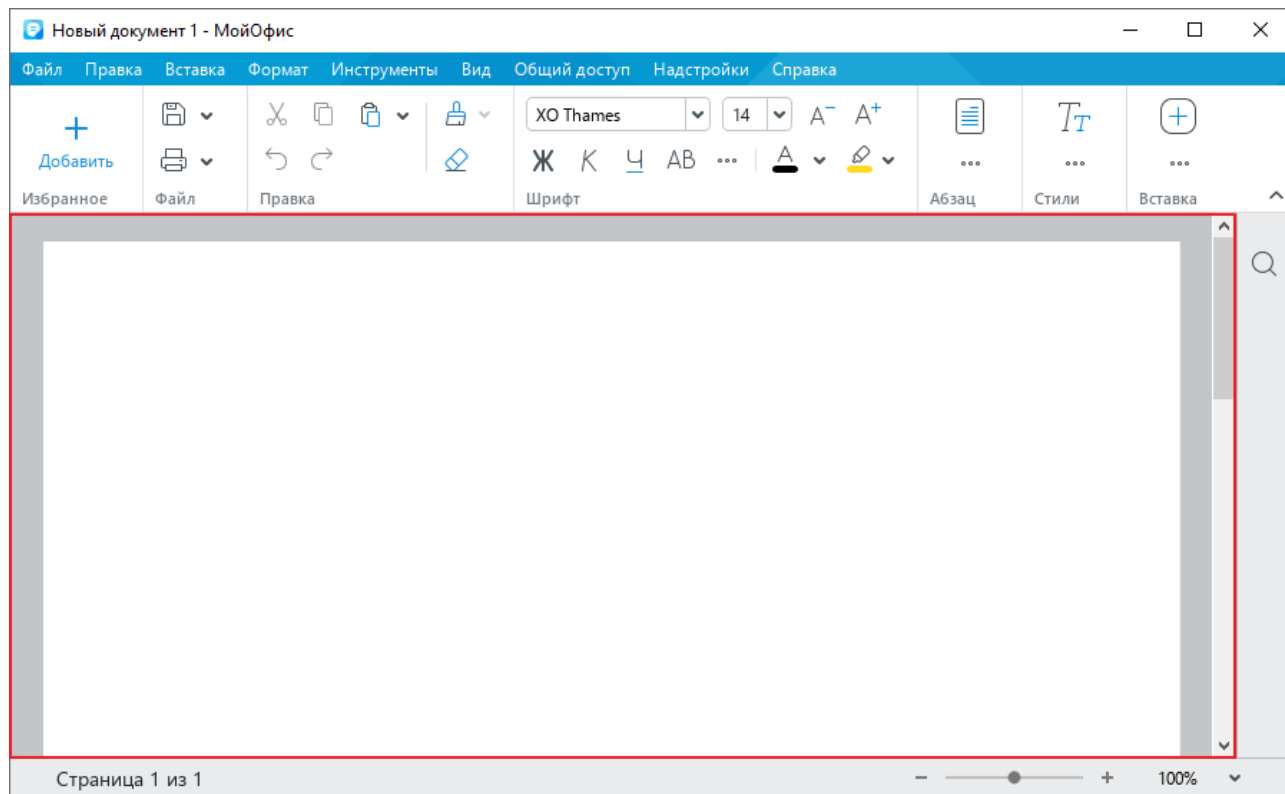 Новый документ 1 - МойОфис
Файл Правка Вставка Формат Инструменты Вид Общий доступ Надстройки Справка
XO Thames 14 A⁻ A⁺ Tт
Добавить Ж К Ч АВ ... А ... ... ...
Избранное Файл Правка Шрифт Абзац Стили Вставка
Страница 1 из 1 − + 100%